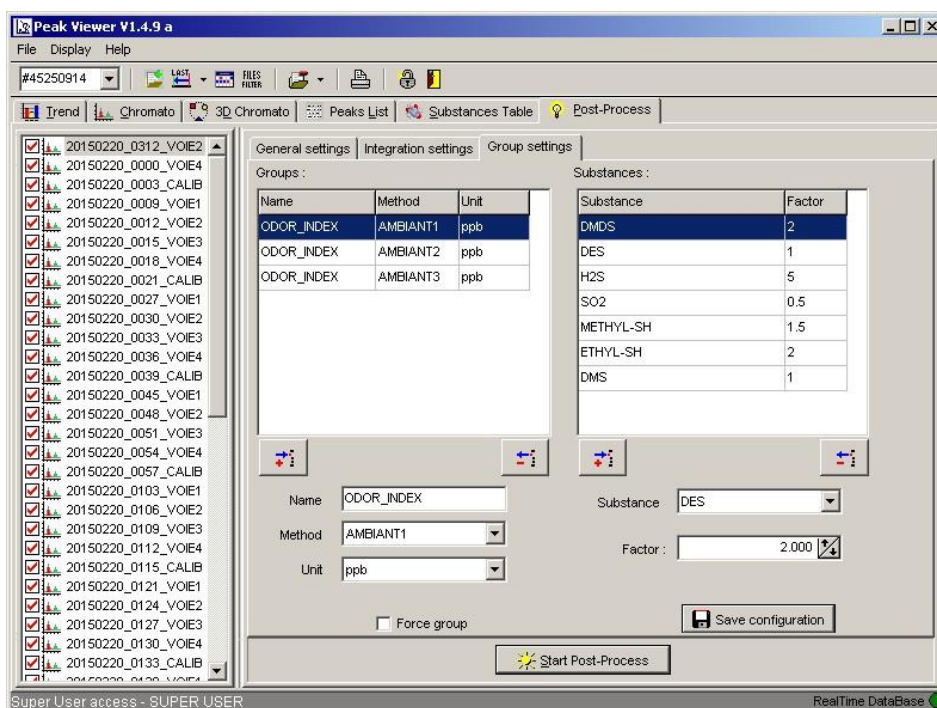 Peak Viewer V1.4.9 a
File Display Help
#45250914
LAST
FILES
FILTER
Trend
Chromato
3D Chromato
Peaks List
Substances Table
Post-Process
20150220_0312_VOIE2
20150220_0000_VOIE4
20150220_0003_CALIB
20150220_0009_VOIE1
20150220_0012_VOIE2
20150220_0015_VOIE3
20150220_0018_VOIE4
20150220_0021_CALIB
20150220_0027_VOIE1
20150220_0030_VOIE2
20150220_0033_VOIE3
20150220_0036_VOIE4
20150220_0039_CALIB
20150220_0045_VOIE1
20150220_0048_VOIE2
20150220_0051_VOIE3
20150220_0054_VOIE4
20150220_0057_CALIB
20150220_0103_VOIE1
20150220_0106_VOIE2
20150220_0109_VOIE3
20150220_0112_VOIE4
20150220_0115_CALIB
20150220_0121_VOIE1
20150220_0124_VOIE2
20150220_0127_VOIE3
20150220_0130_VOIE4
20150220_0133_CALIB
General settings
Integration settings
Group settings
Groups :
Name Method Unit
ODOR_INDEX AMBIANT1 ppb
ODOR_INDEX AMBIANT2 ppb
ODOR_INDEX AMBIANT3 ppb
Name ODOR_INDEX
Method AMBIANT1
Unit ppb
Force group
Substances :
Substance Factor
DMDS 2
DES 1
H2S 5
SO2 0.5
METHYL-SH 1.5
ETHYL-SH 2
DMS 1
Substance DES
Factor : 2.000
Save configuration
Start Post-Process
Super User access - SUPER USER
RealTime DataBase